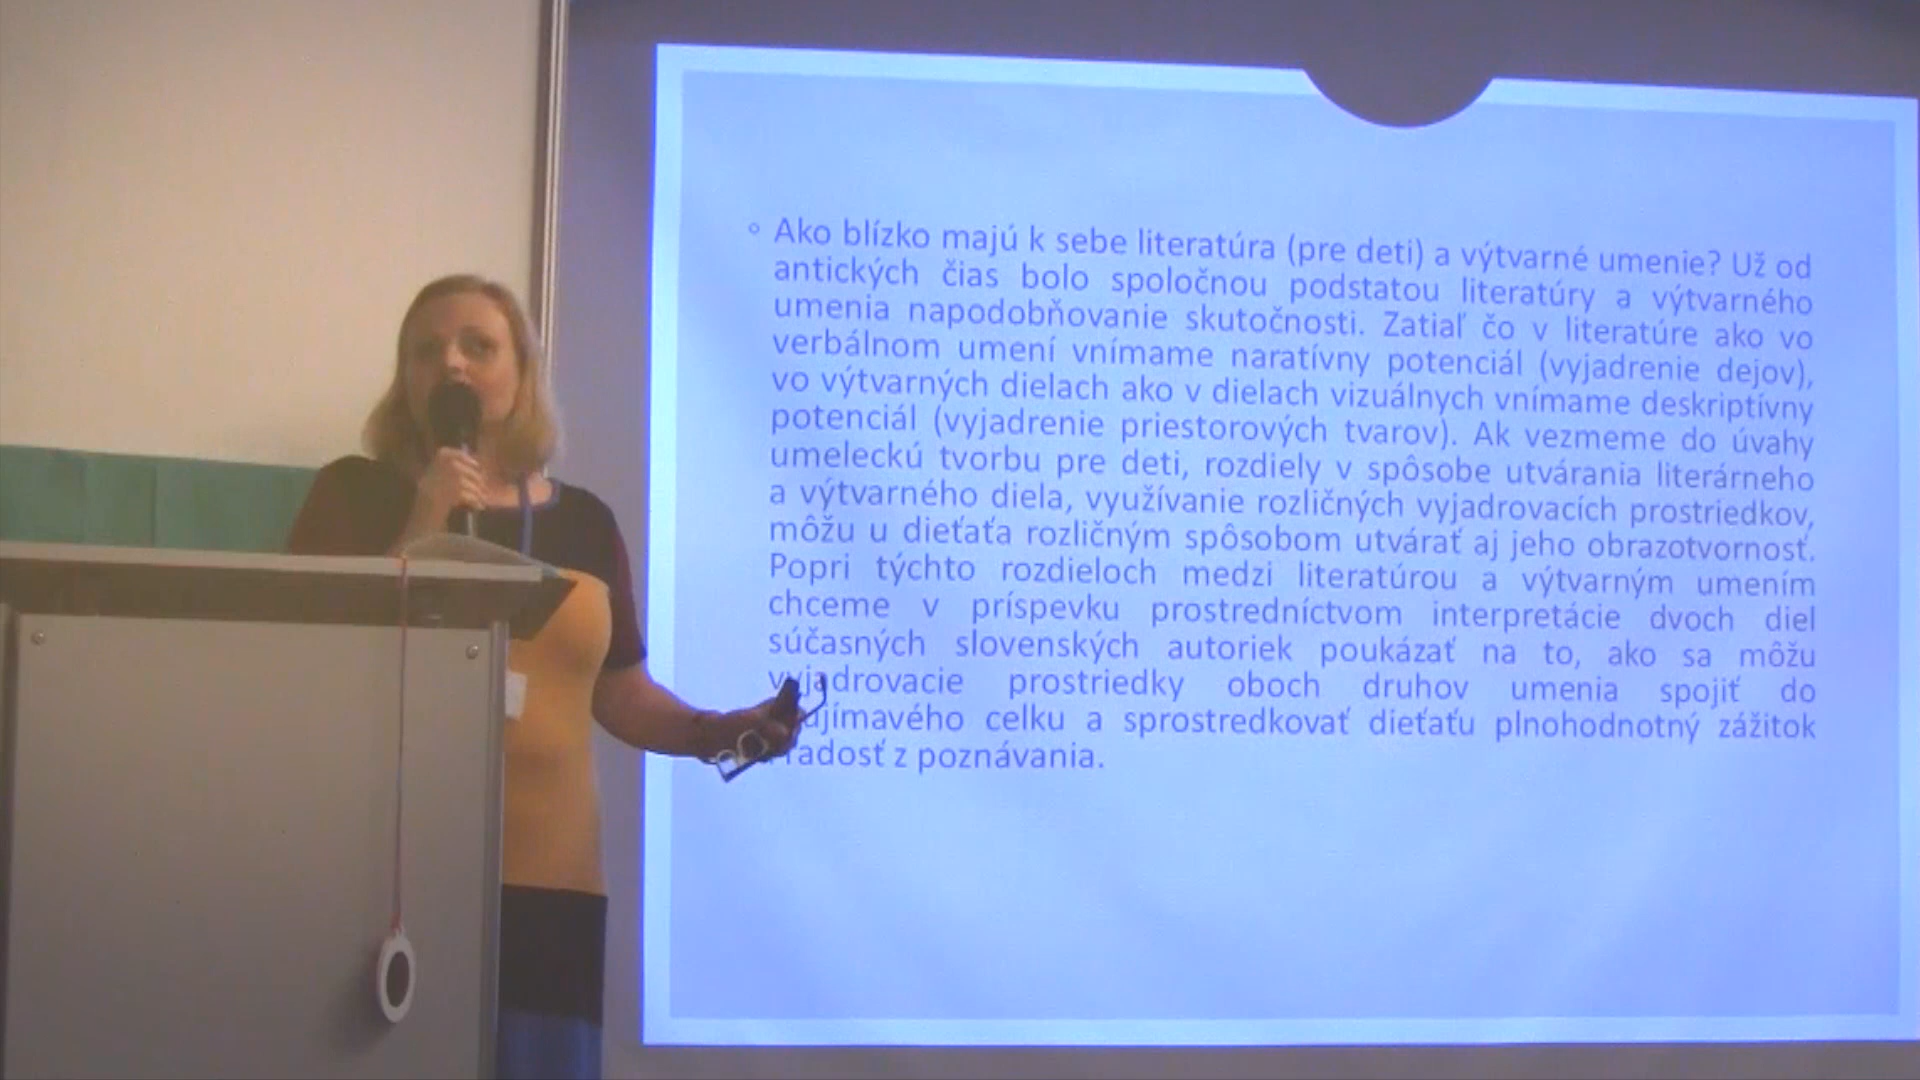 Ako blízko majú k sebe literatúra (pre deti) a výtvarné umenie? Už od
antických čias bolo spoločnou podstatou literatúry a výtvarného
umenia napodobňovanie skutočnosti. Zatiaľ čo v literatúre ako vo
verbálnom umení vnímame naratívny potenciál (vyjadrenie dejov),
vo výtvarných dielach ako v dielach vizuálnych vnímame deskriptívny
potenciál (vyjadrenie priestorových tvarov). Ak vezmeme do úvahy
umeleckú tvorbu pre deti, rozdiely v spôsobe utvárania literárneho
a výtvarného diela, využívanie rozličných vyjadrovacích prostriedkov,
môžu u dieťaťa rozličným spôsobom utvárať aj jeho obrazotvornosť.
Popri týchto rozdieloch medzi literatúrou a výtvarným umením
chceme v príspevku prostredníctvom interpretácie dvoch diel
súčasných slovenských autoriek poukázať na to, ako sa môžu
vyjadrovacie prostriedky oboch druhov umenia spojiť do
celku a sprostredkovať dieťaťu plnohodnotný zážitok
radosť z poznávania.